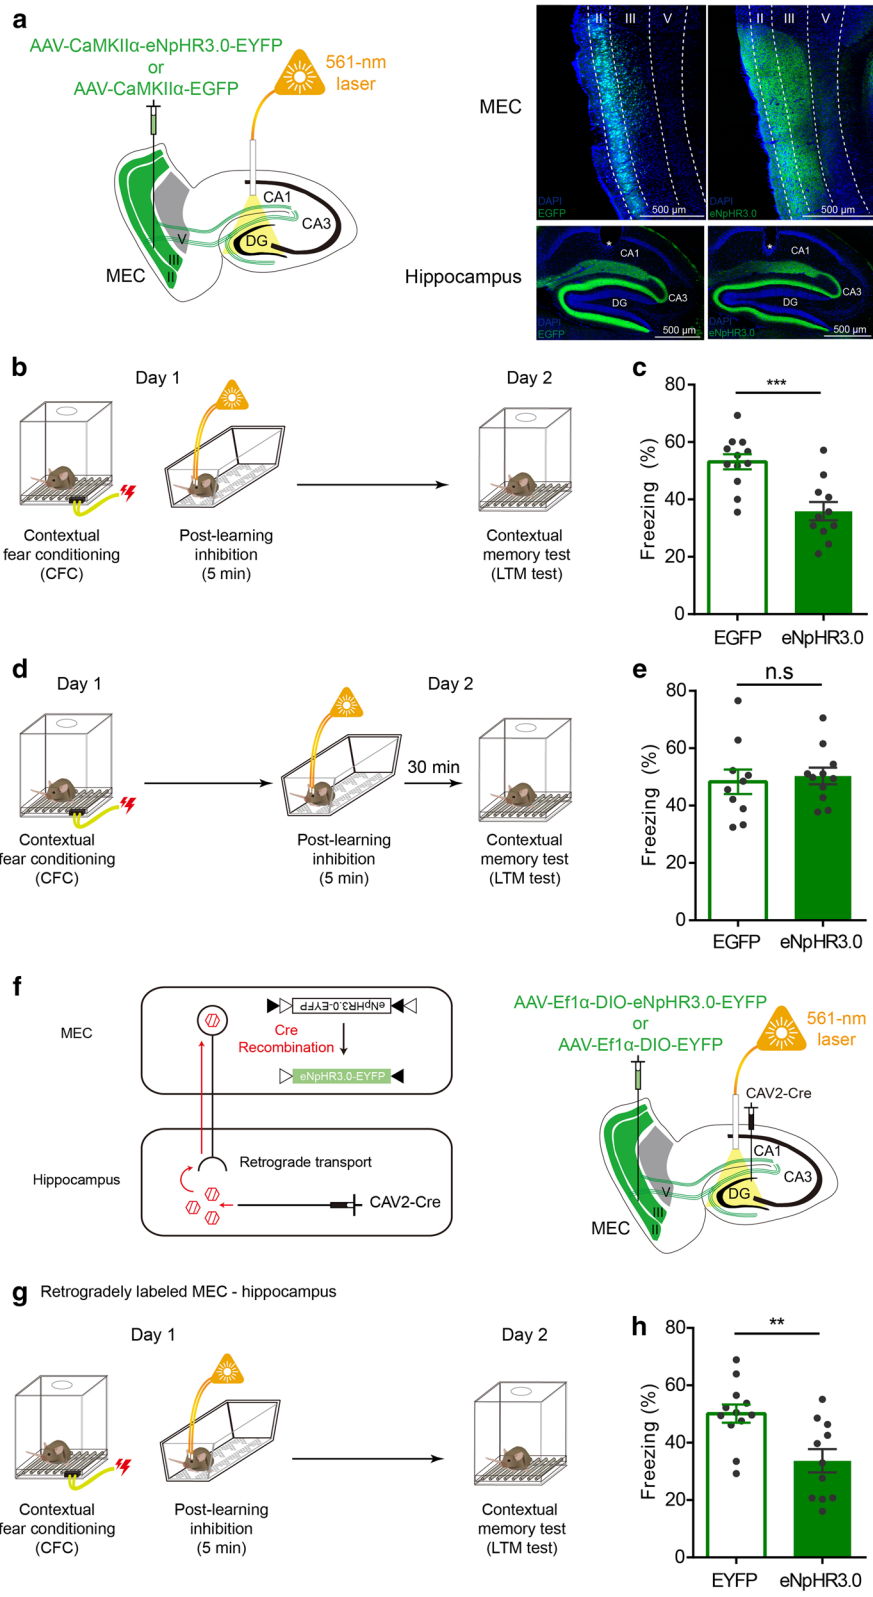 a
AAV-CaMKIIα-eNpHR3.0-EYFP
or
AAV-CaMKIIα-EGFP
561-nm
laser
CA1
CA3
DG
V
III
II
MEC
MEC
II III V
DAPI
EGFP
500 μm
II III V
DAPI
eNpHR3.0
500 μm
Hippocampus
*
CA1
CA3
DG
DAPI
EGFP
500 μm
*
CA1
CA3
DG
DAPI
eNpHR3.0
500 μm
b
Day 1
Day 2
Contextual
fear conditioning
(CFC)
Post-learning
inhibition
(5 min)
Contextual
memory test
(LTM test)
c
Freezing (%)
80
60
40
20
0
***
EGFP
eNpHR3.0
d
Day 1
Day 2
30 min
Contextual
fear conditioning
(CFC)
Post-learning
inhibition
(5 min)
Contextual
memory test
(LTM test)
e
Freezing (%)
80
60
40
20
0
n.s
EGFP
eNpHR3.0
f
MEC
eNpHR3.0-EYFP
Cre
Recombination
eNpHR3.0-EYFP
Hippocampus
Retrograde transport
CAV2-Cre
AAV-Ef1α-DIO-eNpHR3.0-EYFP
or
AAV-Ef1α-DIO-EYFP
561-nm
laser
CAV2-Cre
CA1
CA3
DG
V
III
II
MEC
g Retrogradely labeled MEC - hippocampus
Day 1
Day 2
Contextual
fear conditioning
(CFC)
Post-learning
inhibition
(5 min)
Contextual
memory test
(LTM test)
h
Freezing (%)
80
60
40
20
0
**
EYFP
eNpHR3.0